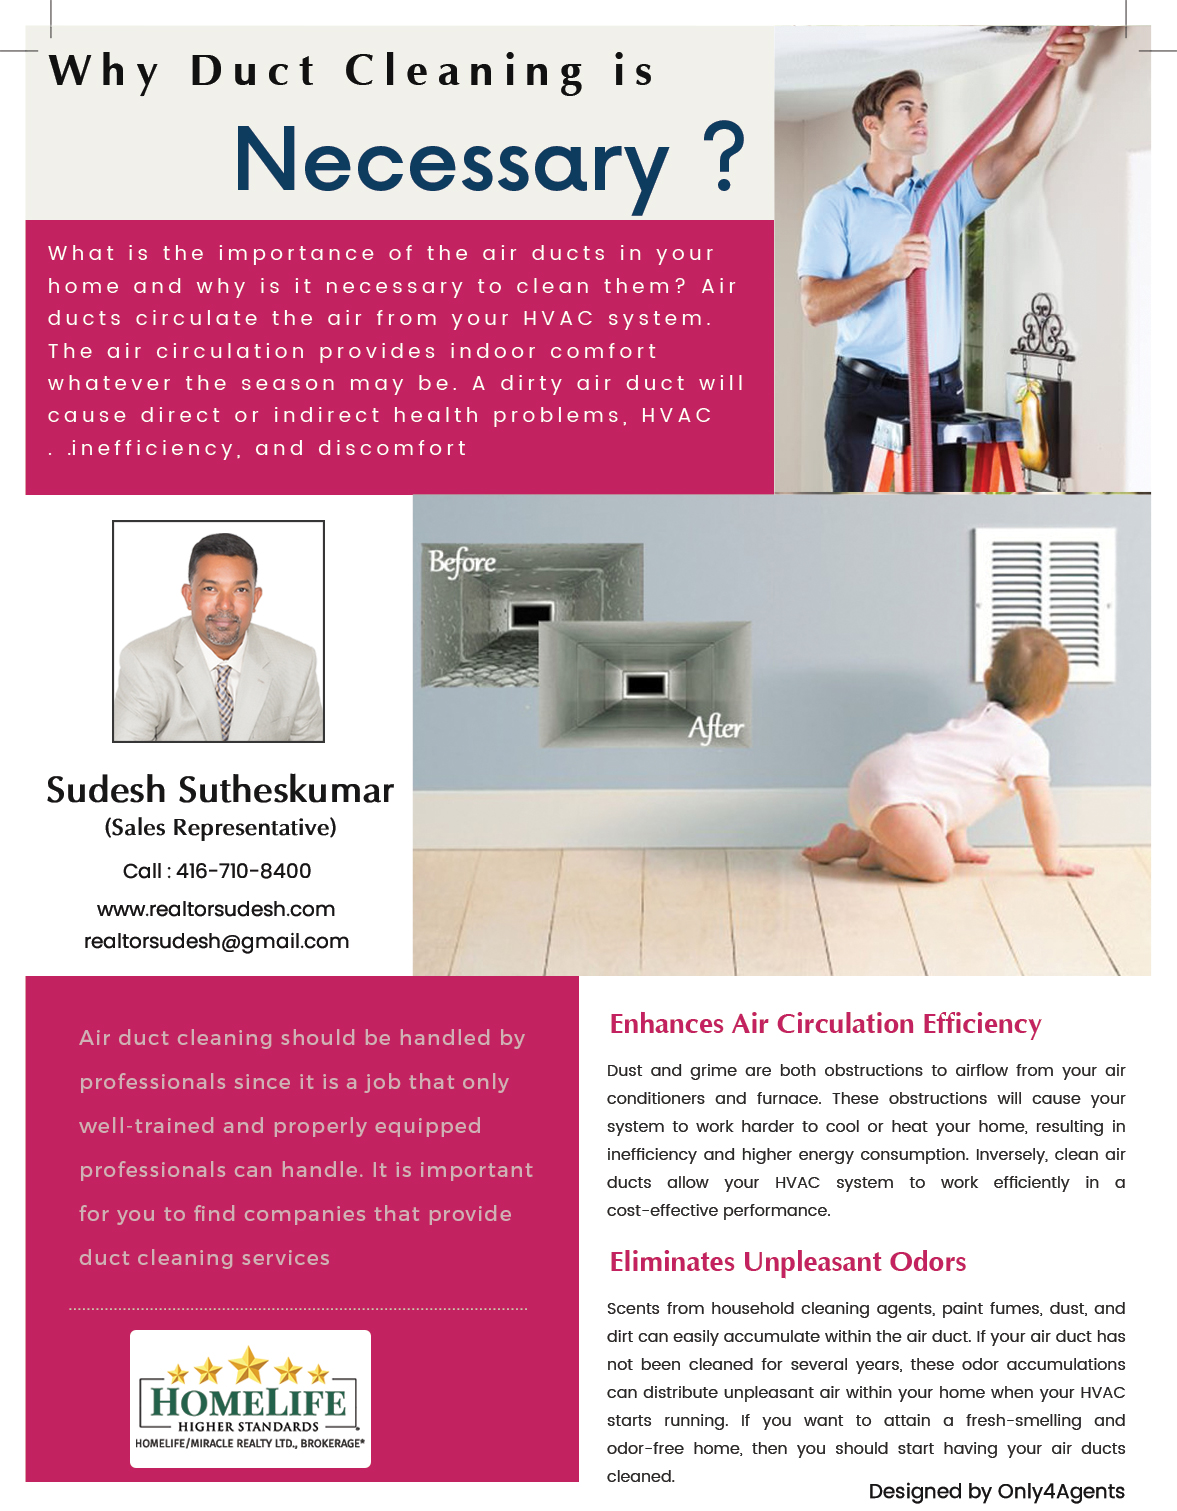 Why Duct Cleaning is
Necessary ?
What is the importance of the air ducts in your
home and why is it necessary to clean them? Air
ducts circulate the air from your HVAC system.
The air circulation provides indoor comfort
whatever the season may be. A dirty air duct will
cause direct or indirect health problems, HVAC
. .inefficiency, and discomfort
Before
After
Sudesh Sutheskumar
(Sales Representative)
Call : 416-710-8400
www.realtorsudesh.com
realtorsudesh@gmail.com
Air duct cleaning should be handled by
professionals since it is a job that only
well-trained and properly equipped
professionals can handle. It is important
for you to find companies that provide
duct cleaning services
HOMELIFE
HIGHER STANDARDS
HOMELIFE/MIRACLE REALTY LTD., BROKERAGE*
Enhances Air Circulation Efficiency
Dust and grime are both obstructions to airflow from your air
conditioners and furnace. These obstructions will cause your
system to work harder to cool or heat your home, resulting in
inefficiency and higher energy consumption. Inversely, clean air
ducts allow your HVAC system to work efficiently in a
cost-effective performance.
Eliminates Unpleasant Odors
Scents from household cleaning agents, paint fumes, dust, and
dirt can easily accumulate within the air duct. If your air duct has
not been cleaned for several years, these odor accumulations
can distribute unpleasant air within your home when your HVAC
starts running. If you want to attain a fresh-smelling and
odor-free home, then you should start having your air ducts
cleaned.
Designed by Only4Agents